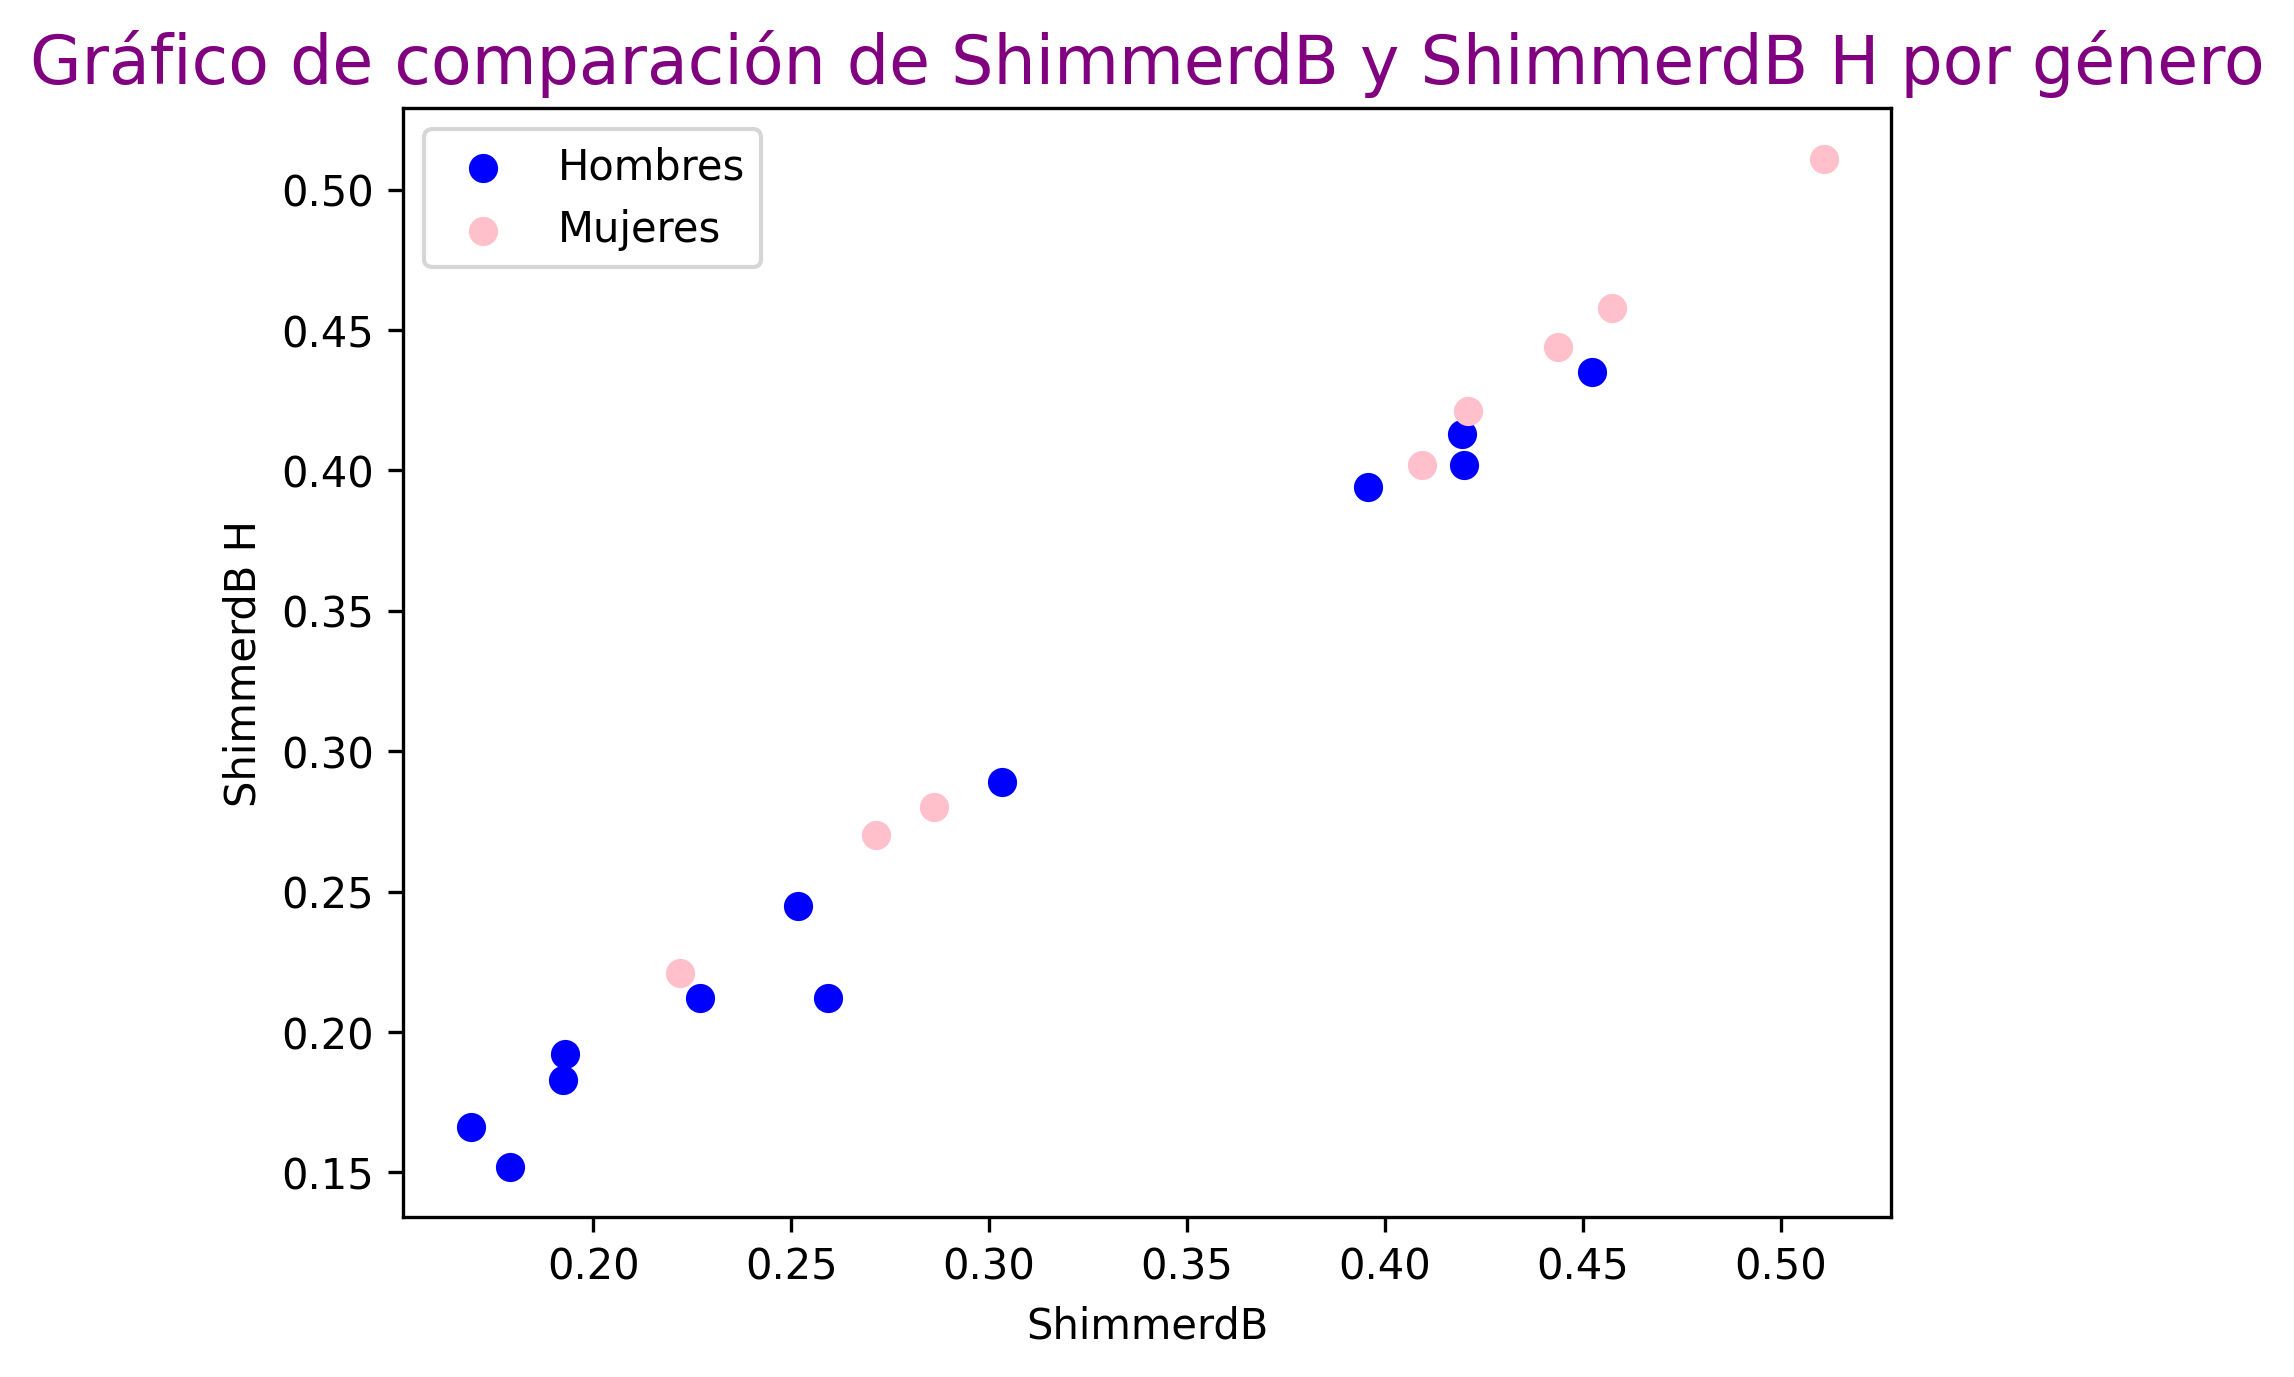 Gráfico de comparación de ShimmerdB y ShimmerdB H por género
Hombres
Mujeres
0.50
0.45
0.40
0.35
0.30
0.25
0.20
0.15
ShimmerdB H
0.20 0.25 0.30 0.35 0.40 0.45 0.50
ShimmerdB